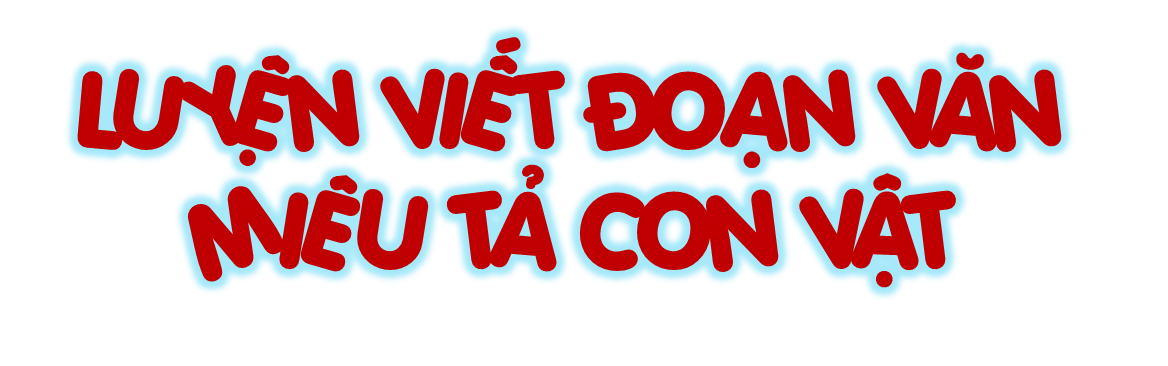 LUYỆN VIẾT ĐOẠN VĂN
MIÊU TẢ CON VẬT